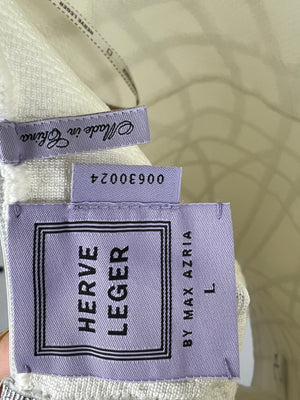 Made in China
00630024
HERVE
LEGER
BY MAX AZRIA
L